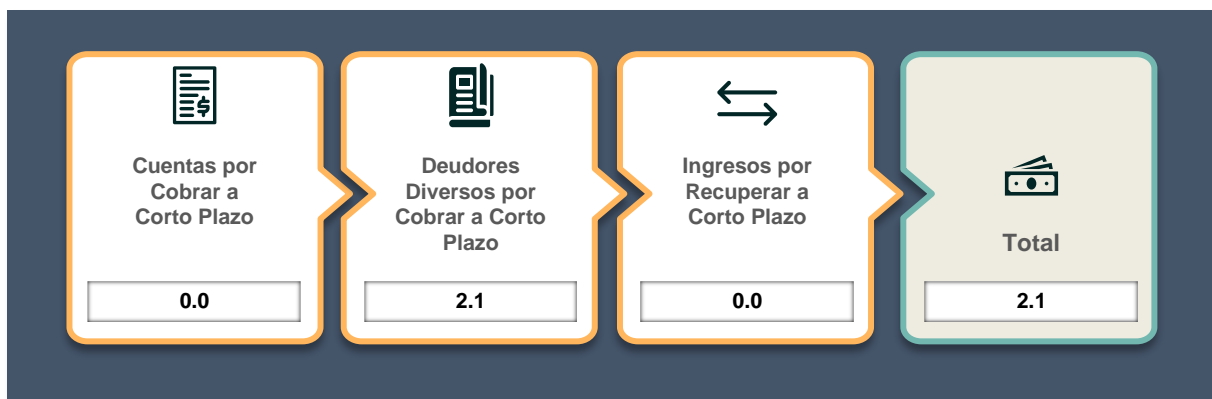 Cuentas por
Cobrar a
Corto Plazo
0.0
Deudores
Diversos por
Cobrar a Corto
Plazo
2.1
Ingresos por
Recuperar a
Corto Plazo
0.0
Total
2.1